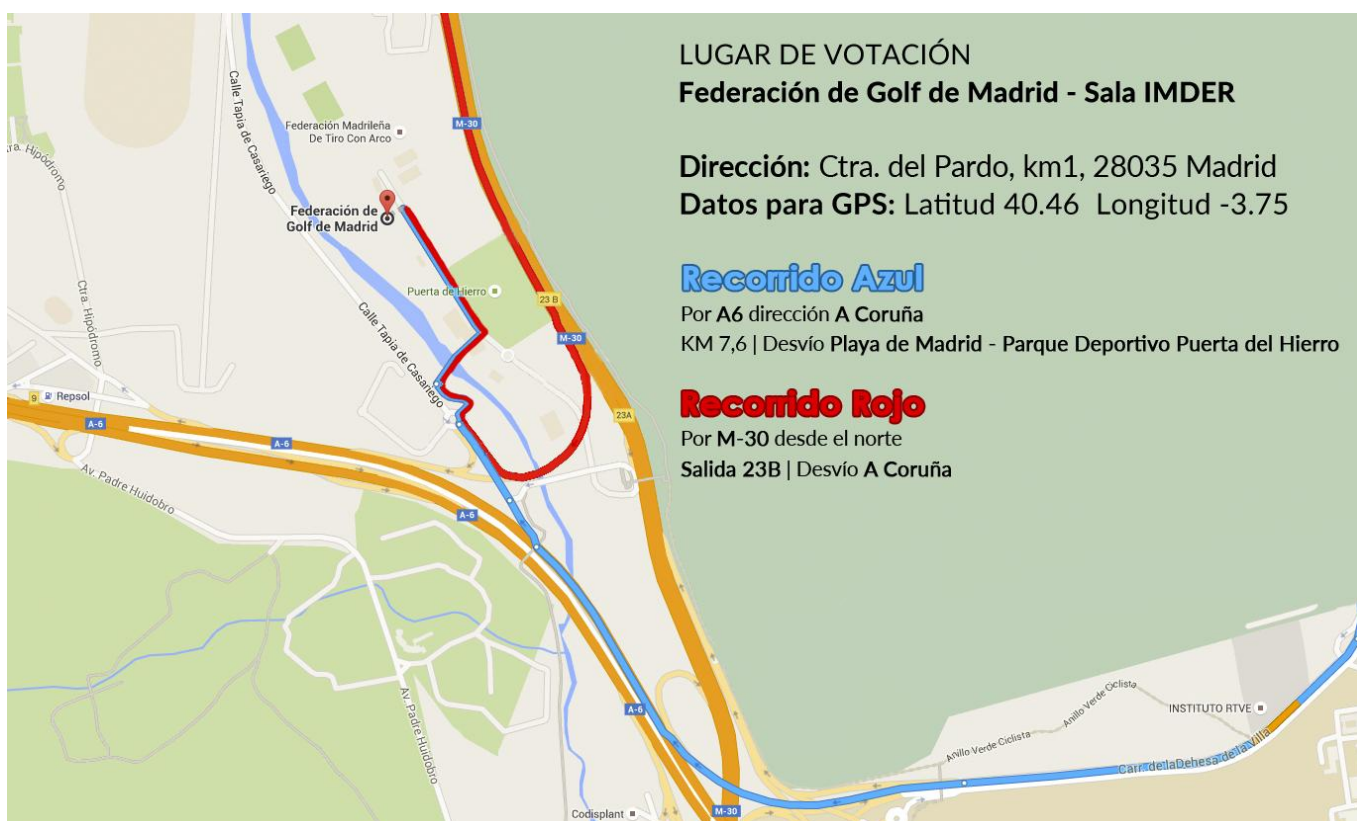 LUGAR DE VOTACIÓN
Federación de Golf de Madrid - Sala IMDER
Dirección: Ctra. del Pardo, km1, 28035 Madrid
Datos para GPS: Latitud 40.46 Longitud -3.75
Recorrido Azul
Por A6 dirección A Coruña
KM 7,6 | Desvío Playa de Madrid - Parque Deportivo Puerta del Hierro
Recorrido Rojo
Por M-30 desde el norte
Salida 23B | Desvío A Coruña
Calle Tapia de Casariego
Federación Madrileña
De Tiro Con Arco
M-30
tra. Hipódromo
Federación de
Golf de Madrid
Puerta de Hierro
23 B
M-30
Ctra. Hipódromo
Calle Tapia de Casariego
9
Repsol
A-6
A-6
23A
Av. Padre Huidobro
A-6
Av. Padre Huidobro
A-6
Anillo Verde Ciclista
Anillo Verde Ciclista
INSTITUTO RTVE
Carr. de laDehesa de la Villa
Codisplant
M-30